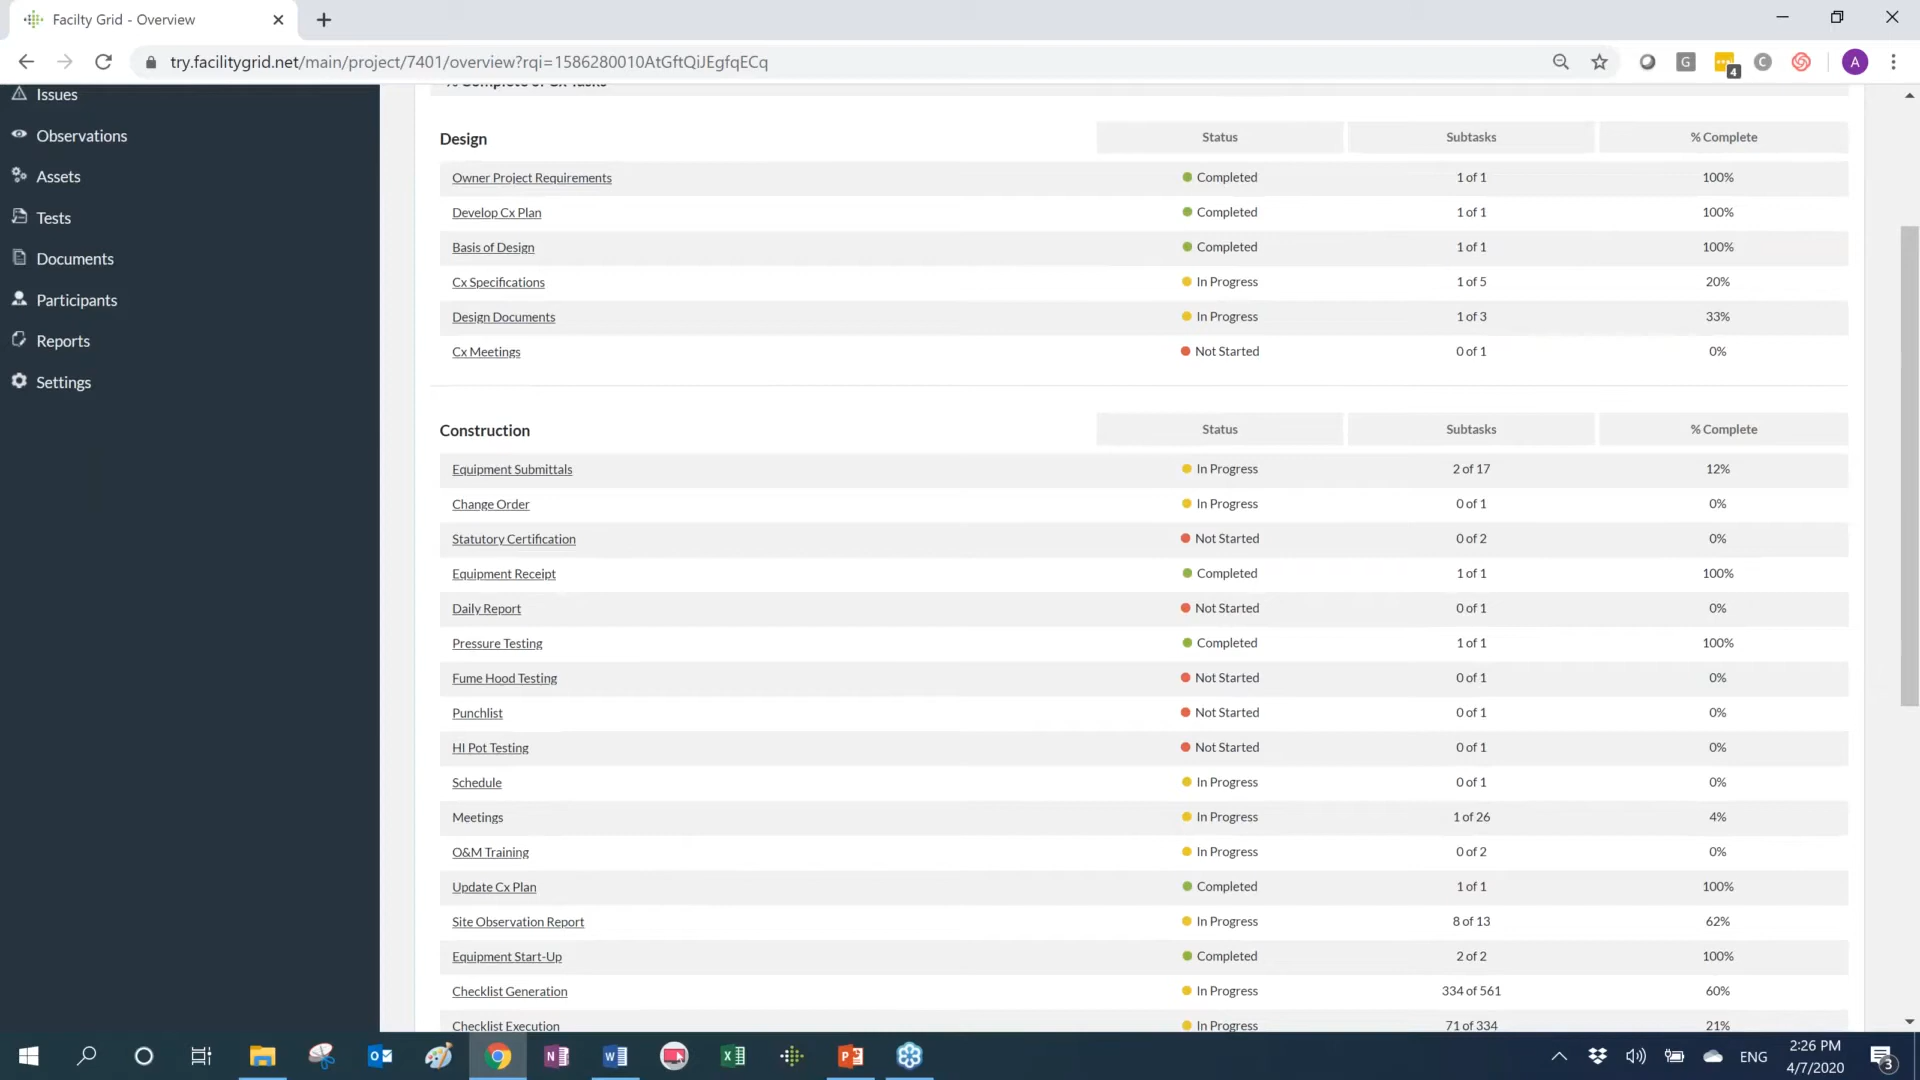 Facilty Grid - Overview
try.facilitygrid.net/main/project/7401/overview?rqi=1586280010AtGftQiJEgfqECq
G
4
C
A
Issues
Observations
Assets
Tests
Documents
Participants
Reports
Settings
% Complete of Cx Tasks
Design Status Subtasks % Complete
Owner Project Requirements Completed 1 of 1 100%
Develop Cx Plan Completed 1 of 1 100%
Basis of Design Completed 1 of 1 100%
Cx Specifications In Progress 1 of 5 20%
Design Documents In Progress 1 of 3 33%
Cx Meetings Not Started 0 of 1 0%
Construction Status Subtasks % Complete
Equipment Submittals In Progress 2 of 17 12%
Change Order In Progress 0 of 1 0%
Statutory Certification Not Started 0 of 2 0%
Equipment Receipt Completed 1 of 1 100%
Daily Report Not Started 0 of 1 0%
Pressure Testing Completed 1 of 1 100%
Fume Hood Testing Not Started 0 of 1 0%
Punchlist Not Started 0 of 1 0%
HI Pot Testing Not Started 0 of 1 0%
Schedule In Progress 0 of 1 0%
Meetings In Progress 1 of 26 4%
O&M Training In Progress 0 of 2 0%
Update Cx Plan Completed 1 of 1 100%
Site Observation Report In Progress 8 of 13 62%
Equipment Start-Up Completed 2 of 2 100%
Checklist Generation In Progress 334 of 561 60%
Checklist Execution In Progress 71 of 334 21%
ENG
2:26 PM
4/7/2020
3